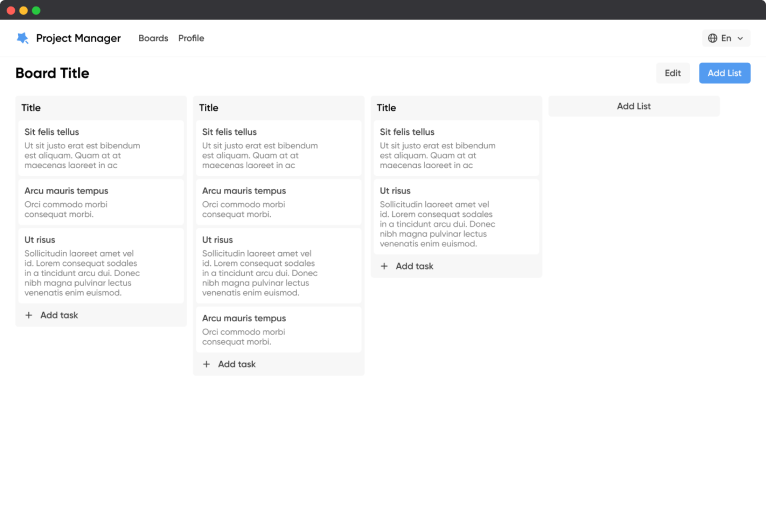 Project Manager
Boards
Profile
En
Board Title
Edit
Add List
Title
Sit felis tellus
Ut sit justo erat est bibendum
est aliquam. Quam at at
maecenas laoreet in ac
Arcu mauris tempus
Orci commodo morbi
consequat morbi.
Ut risus
Sollicitudin laoreet amet vel
id. Lorem consequat sodales
in a tincidunt arcu dui. Donec
nibh magna pulvinar lectus
venenatis enim euismod.
+ Add task
Title
Sit felis tellus
Ut sit justo erat est bibendum
est aliquam. Quam at at
maecenas laoreet in ac
Arcu mauris tempus
Orci commodo morbi
consequat morbi.
Ut risus
Sollicitudin laoreet amet vel
id. Lorem consequat sodales
in a tincidunt arcu dui. Donec
nibh magna pulvinar lectus
venenatis enim euismod.
Arcu mauris tempus
Orci commodo morbi
consequat morbi.
+ Add task
Title
Sit felis tellus
Ut sit justo erat est bibendum
est aliquam. Quam at at
maecenas laoreet in ac
Ut risus
Sollicitudin laoreet amet vel
id. Lorem consequat sodales
in a tincidunt arcu dui. Donec
nibh magna pulvinar lectus
venenatis enim euismod.
+ Add task
Add List